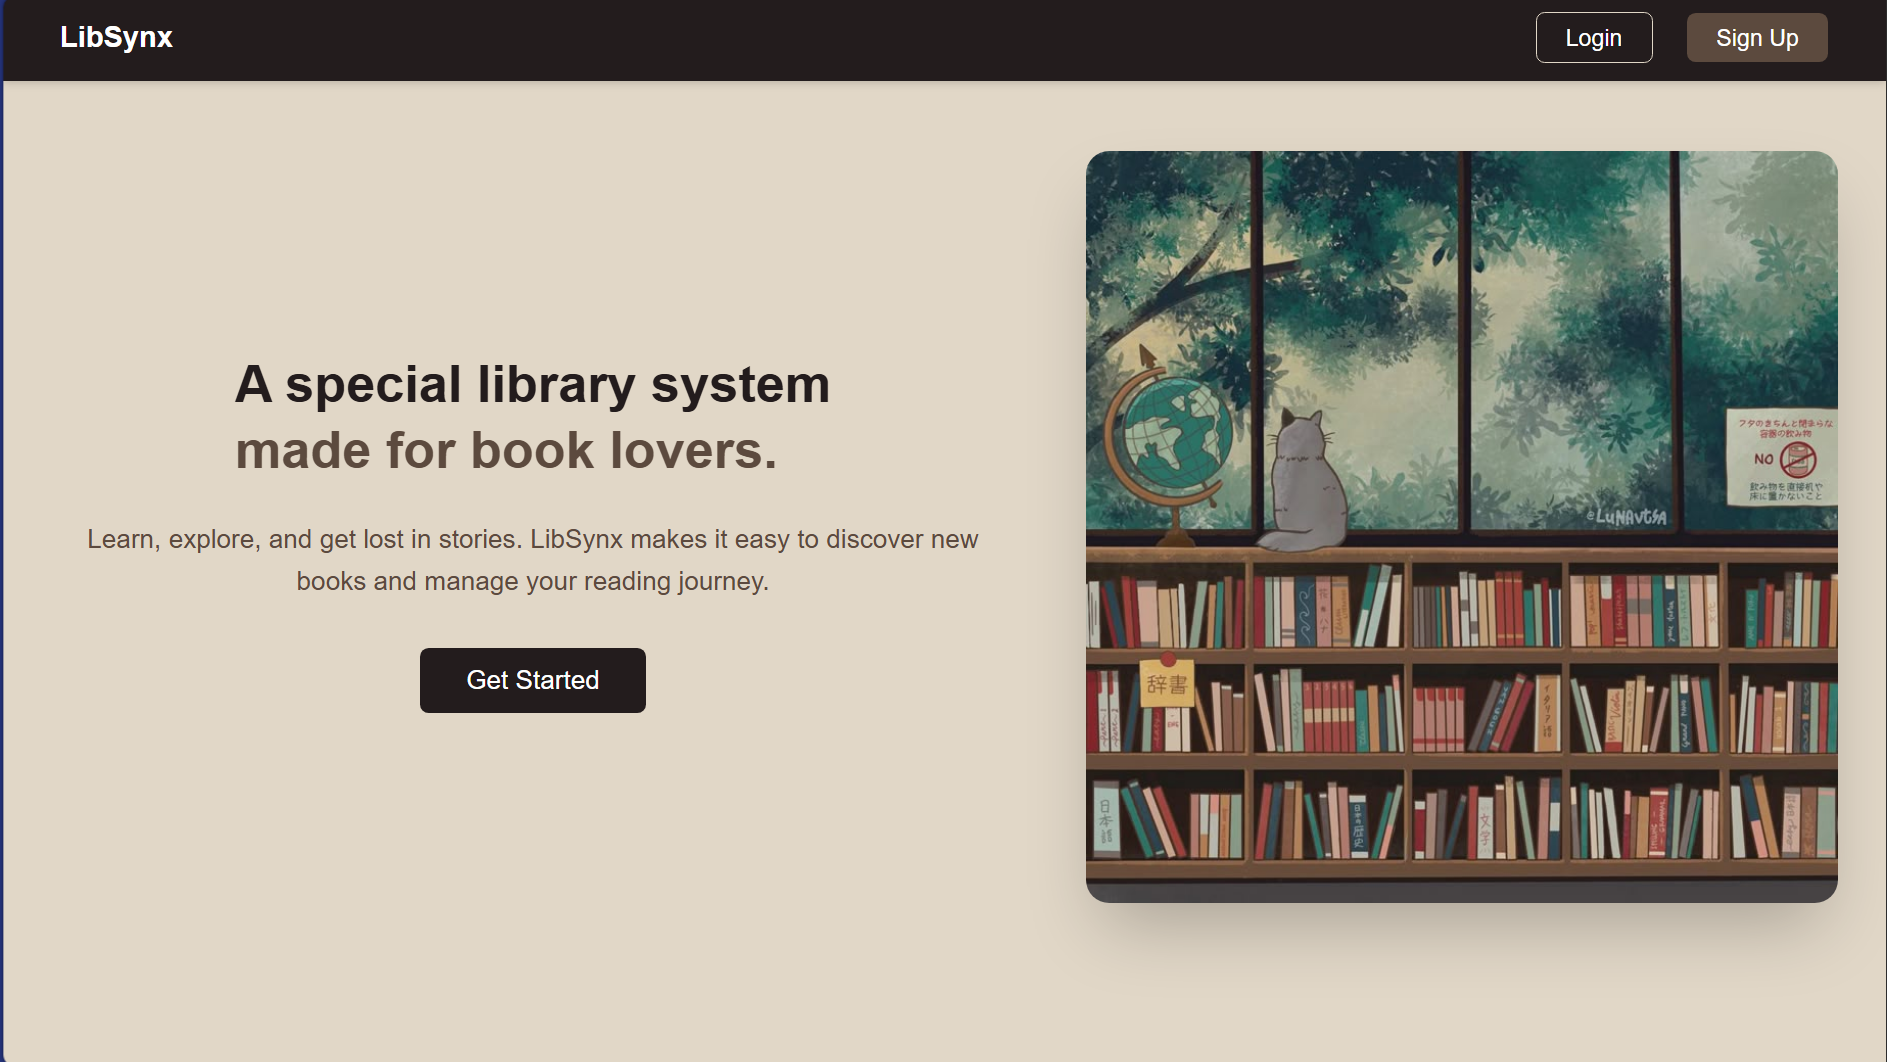 LibSynx
Login
Sign Up
A special library system
made for book lovers.
Learn, explore, and get lost in stories. LibSynx makes it easy to discover new
books and manage your reading journey.
Get Started
フタのきちんと閉まらな
容器の飲み物
NO
飲み物を直接机や
床に置かないこと
@LUNAVTSA
辞書
日本語
日本の歴史
文学